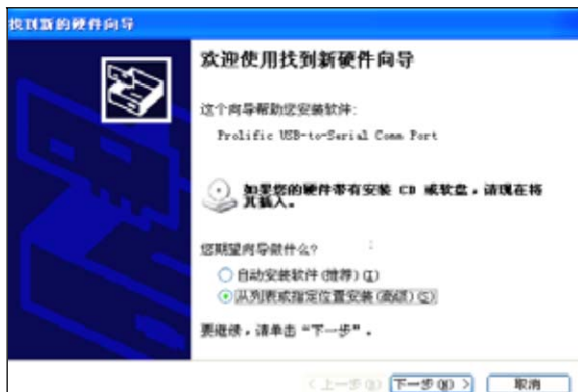 找到新的硬件向导
欢迎使用找到新硬件向导
这个向导帮助您安装软件:
Prolific USB-to-Serial Comm Port
如果您的硬件带有安装 CD 或软盘，请现在将
其插入。
您期望向导做什么?
自动安装软件(推荐)(I)
从列表或指定位置安装(高级)(S)
要继续，请单击“下一步”。
< 上一步(B)
下一步(N) >
取消